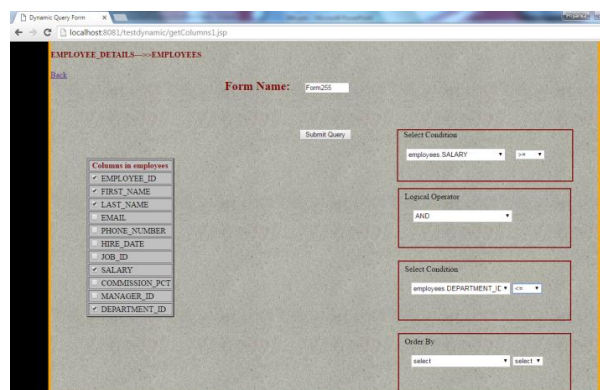 Dynamic Query Form
localhost:8081/testdynamic/getColumns1.jsp
EMPLOYEE_DETAILS--->>EMPLOYEES
Back
Form Name: Form255
Submit Query
Columns in employees
EMPLOYEE_ID
FIRST_NAME
LAST_NAME
EMAIL
PHONE_NUMBER
HIRE_DATE
JOB_ID
SALARY
COMMISSION_PCT
MANAGER_ID
DEPARTMENT_ID
Select Condition
employees.SALARY >=
Logical Operator
AND
Select Condition
employees.DEPARTMENT_ID <=
Order By
select select